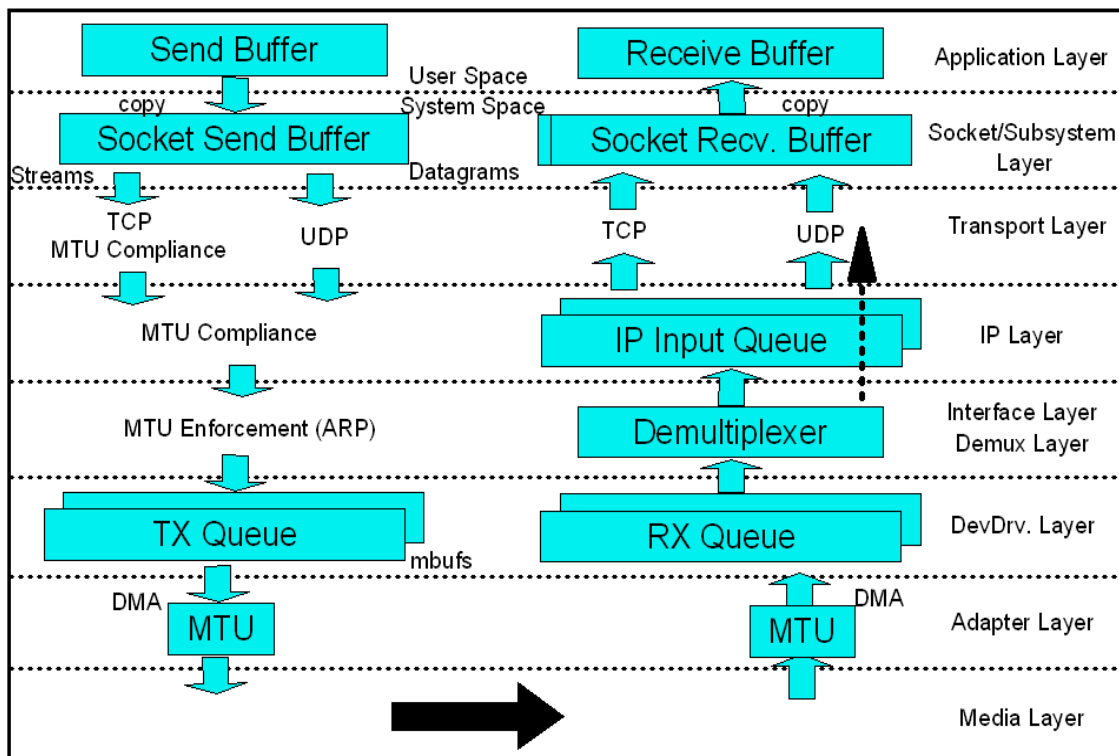 Send Buffer
Receive Buffer
Application Layer
User Space
copy
System Space
copy
Socket Send Buffer
Socket Recv. Buffer
Socket/Subsystem
Layer
Streams
Datagrams
TCP
UDP
MTU Compliance
TCP
UDP
Transport Layer
MTU Compliance
IP Input Queue
IP Layer
MTU Enforcement (ARP)
Demultiplexer
Interface Layer
Demux Layer
TX Queue
mbufs
RX Queue
DevDrv. Layer
DMA
MTU
DMA
MTU
Adapter Layer
Media Layer